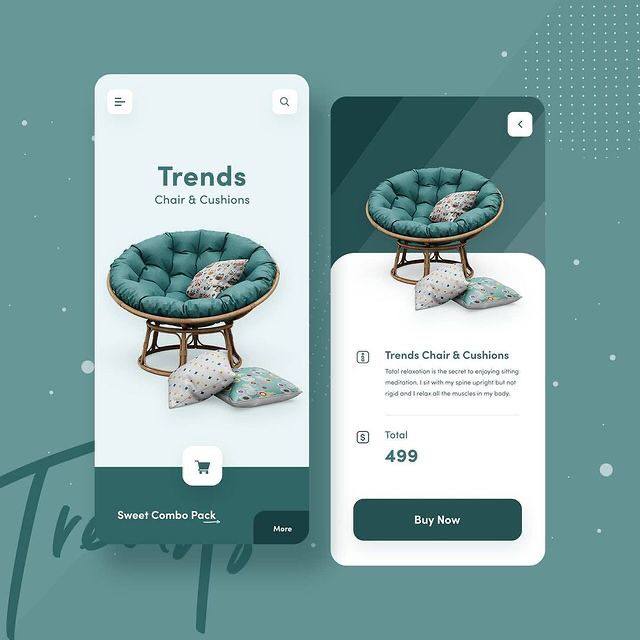 Trends
Chair & Cushions
Sweet Combo Pack
More
Trends Chair & Cushions
Total relaxation is the secret to enjoying sitting
meditation. I sit with my spine upright but not
rigid and I relax all the muscles in my body.
$
Total
499
Buy Now
Trends